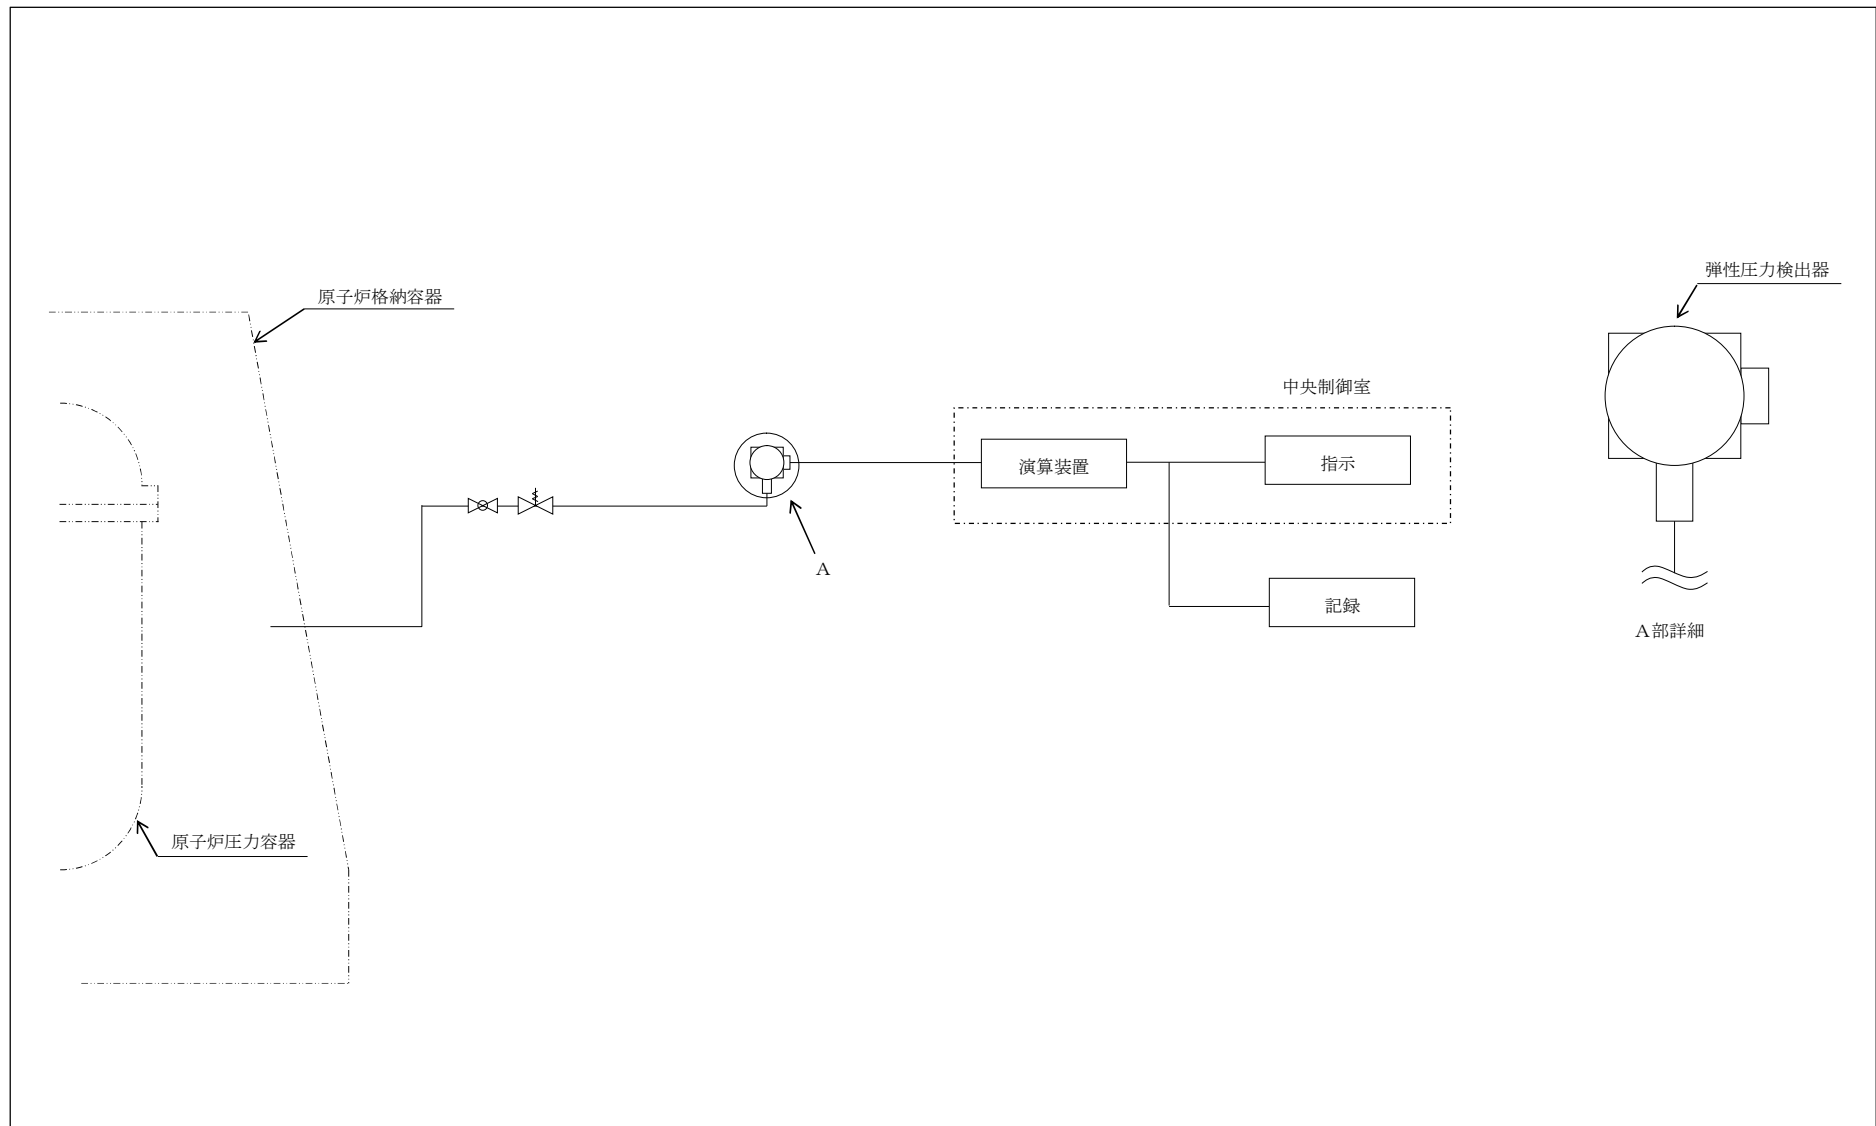 弾性圧力検出器
原子炉格納容器
中央制御室
演算装置
指示
A
記録
A部詳細
原子炉圧力容器